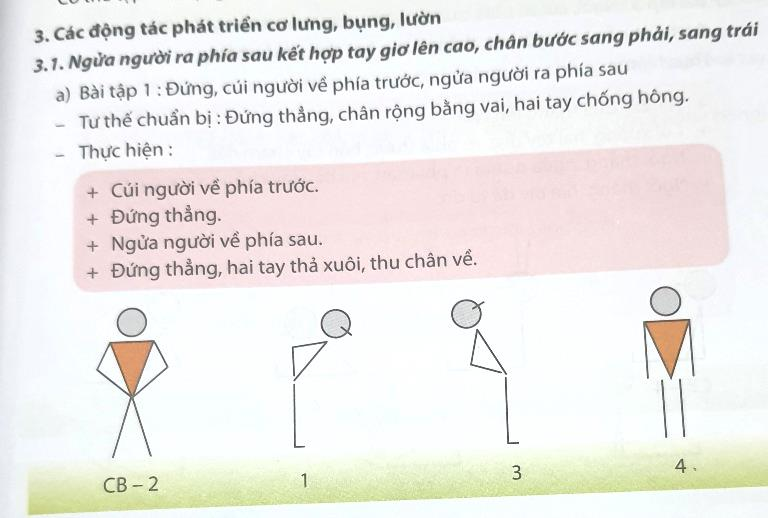 3. Các động tác phát triển cơ lưng, bụng, lườn
3.1. Ngửa người ra phía sau kết hợp tay giơ lên cao, chân bước sang phải, sang trái
a) Bài tập 1 : Đứng, cúi người về phía trước, ngửa người ra phía sau
– Tư thế chuẩn bị : Đứng thẳng, chân rộng bằng vai, hai tay chống hông.
– Thực hiện :
+ Cúi người về phía trước.
+ Đứng thẳng.
+ Ngửa người về phía sau.
+ Đứng thẳng, hai tay thả xuôi, thu chân về.
CB – 2 1 3 4